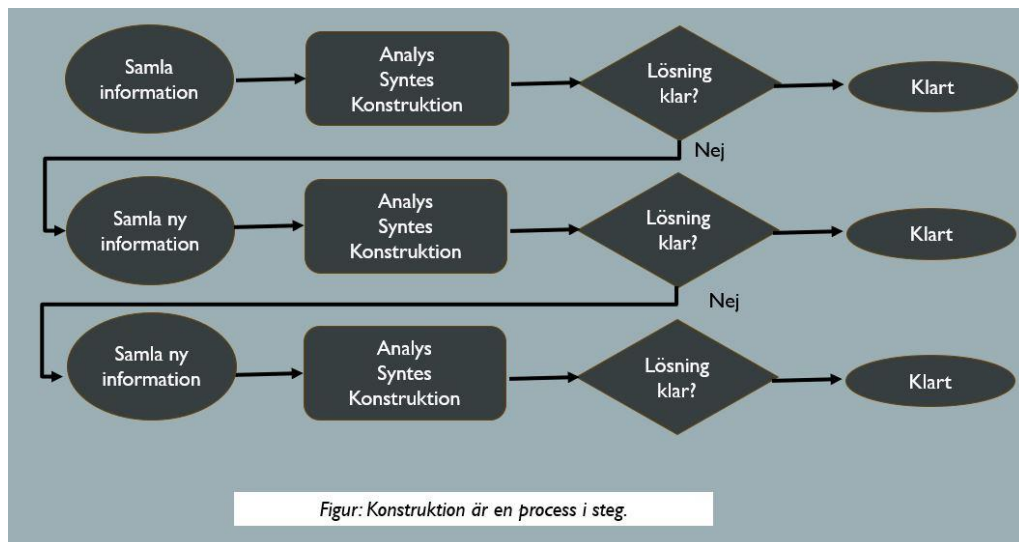 Samla
information
Analys
Syntes
Konstruktion
Lösning
klar?
Klart
Nej
Samla ny
information
Analys
Syntes
Konstruktion
Lösning
klar?
Klart
Nej
Samla ny
information
Analys
Syntes
Konstruktion
Lösning
klar?
Klart
Figur: Konstruktion är en process i steg.